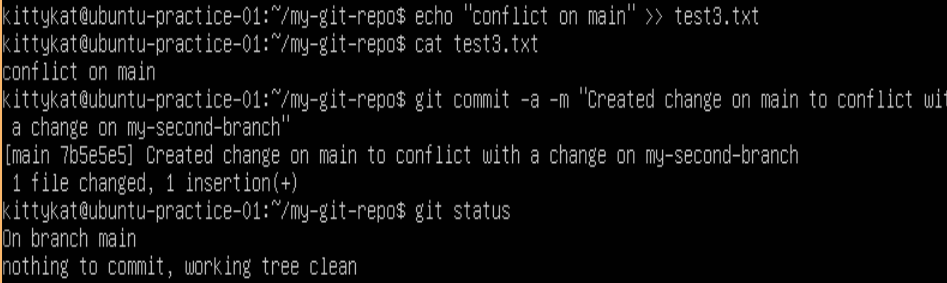 kittykat@ubuntu-practice-01:~/my-git-repo$ echo "conflict on main" >> test3.txt
kittykat@ubuntu-practice-01:~/my-git-repo$ cat test3.txt
conflict on main
kittykat@ubuntu-practice-01:~/my-git-repo$ git commit -a -m "Created change on main to conflict wit
 a change on my-second-branch"
[main 7b5e5e5] Created change on main to conflict with a change on my-second-branch
 1 file changed, 1 insertion(+)
kittykat@ubuntu-practice-01:~/my-git-repo$ git status
On branch main
nothing to commit, working tree clean